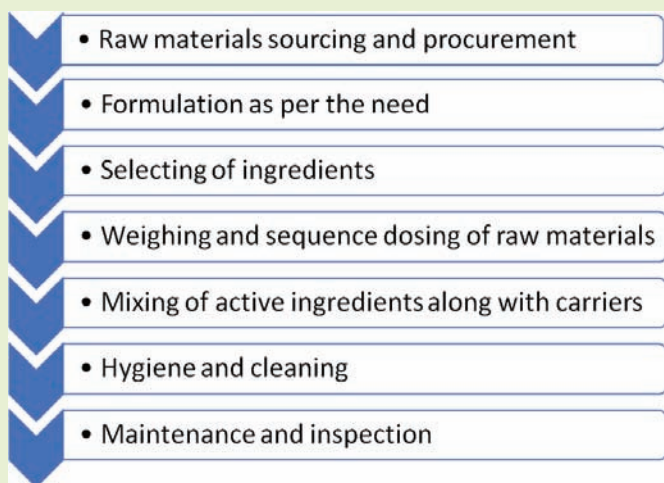 • Raw materials sourcing and procurement
• Formulation as per the need
• Selecting of ingredients
• Weighing and sequence dosing of raw materials
• Mixing of active ingredients along with carriers
• Hygiene and cleaning
• Maintenance and inspection